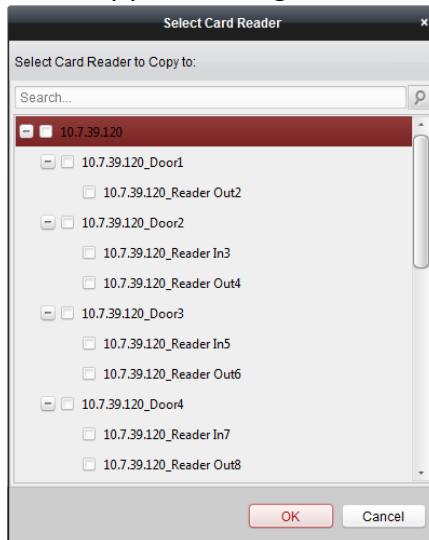 Select Card Reader
×
Select Card Reader to Copy to:
Search...
10.7.39.120
10.7.39.120_Door1
10.7.39.120_Reader Out2
10.7.39.120_Door2
10.7.39.120_Reader In3
10.7.39.120_Reader Out4
10.7.39.120_Door3
10.7.39.120_Reader In5
10.7.39.120_Reader Out6
10.7.39.120_Door4
10.7.39.120_Reader In7
10.7.39.120_Reader Out8
OK Cancel